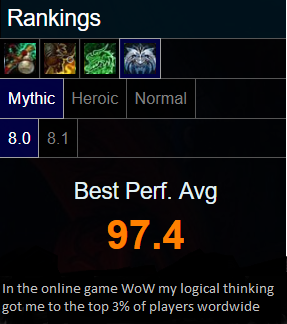 Rankings
Mythic Heroic Normal
8.0 8.1
Best Perf. Avg
97.4
In the online game WoW my logical thinking
got me to the top 3% of players wordwide